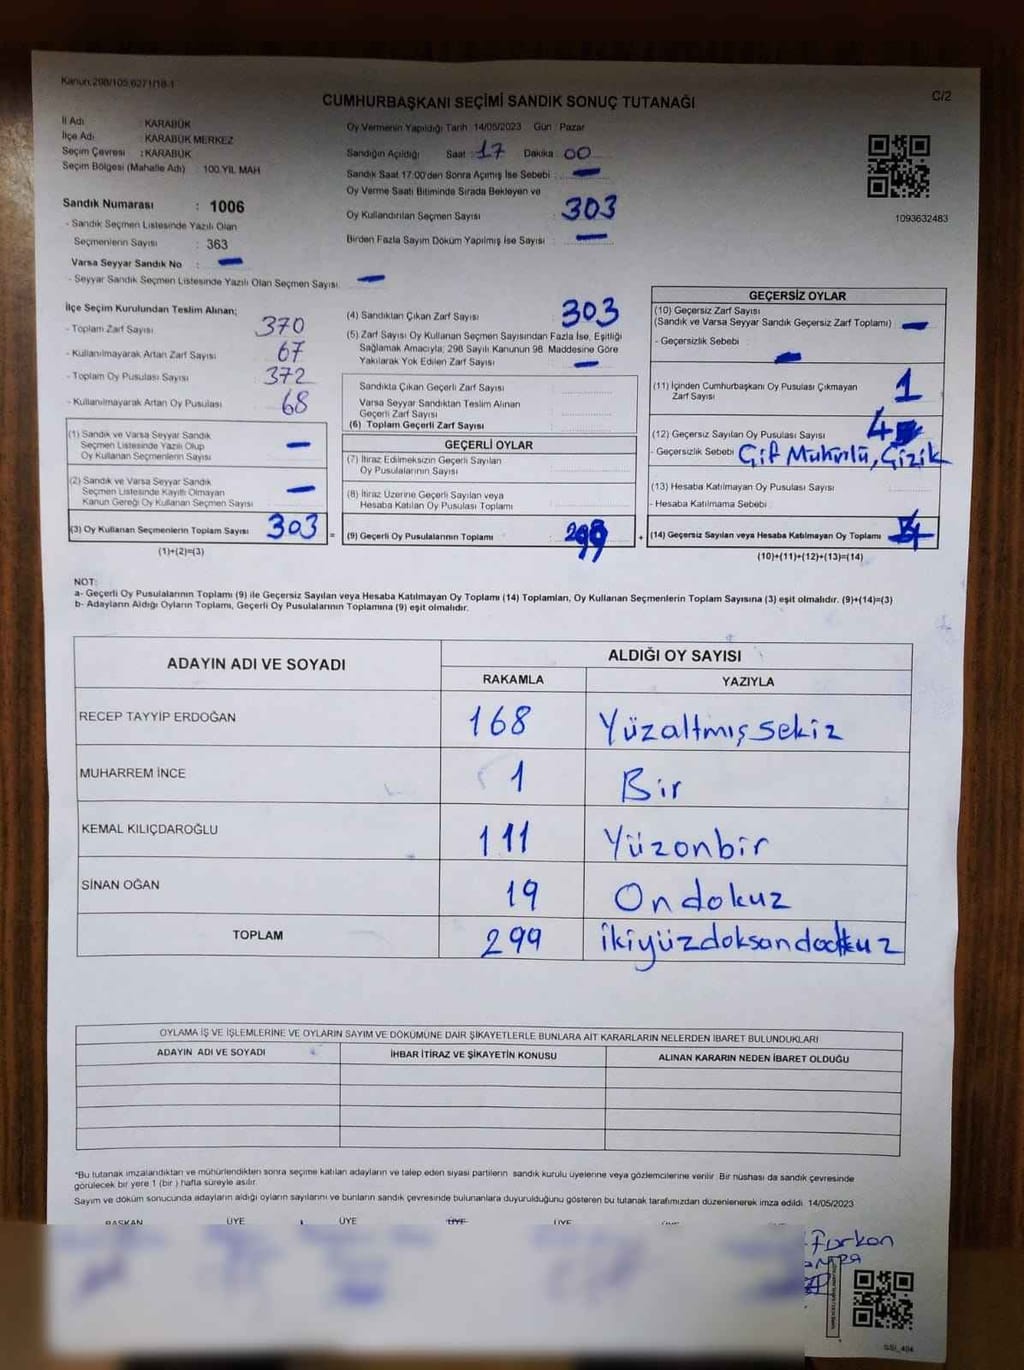 Kanun:298/105,6271/18-1
C/2
CUMHURBAŞKANI SEÇİMİ SANDIK SONUÇ TUTANAĞI
İl Adı : KARABÜK
İlçe Adı : KARABÜK MERKEZ
Seçim Çevresi : KARABÜK
Seçim Bölgesi (Mahalle Adı) : 100.YIL MAH
Oy Vermenin Yapıldığı Tarih : 14/05/2023 Gün : Pazar
Sandığın Açıldığı Saat : 17 Dakika : 00
Sandık Saat 17:00'den Sonra Açımış İse Sebebi : —
Oy Verme Saati Bitiminde Sırada Bekleyen ve
Oy Kullandırılan Seçmen Sayısı : 303
Birden Fazla Sayım Döküm Yapılmış İse Sayısı : —
1093632483
Sandık Numarası : 1006
- Sandık Seçmen Listesinde Yazılı Olan
Seçmenlerin Sayısı : 363
Varsa Seyyar Sandık No : —
- Seyyar Sandık Seçmen Listesinde Yazılı Olan Seçmen Sayısı: —
İlçe Seçim Kurulundan Teslim Alınan;
- Toplam Zarf Sayısı : 370
- Kullanılmayarak Artan Zarf Sayısı : 67
- Toplam Oy Pusulası Sayısı : 372
- Kullanılmayarak Artan Oy Pusulası : 68
(1) Sandık ve Varsa Seyyar Sandık
Seçmen Listesinde Yazılı Olup
Oy Kullanan Seçmenlerin Sayısı —
(2) Sandık ve Varsa Seyyar Sandık
Seçmen Listesinde Kayıtlı Olmayan
Kanun Gereği Oy Kullanan Seçmen Sayısı —
(3) Oy Kullanan Seçmenlerin Toplam Sayısı 303 =
(1)+(2)=(3)
(4) Sandıktan Çıkan Zarf Sayısı : 303
(5) Zarf Sayısı Oy Kullanan Seçmen Sayısından Fazla İse, Eşitliği
Sağlamak Amacıyla, 298 Sayılı Kanunun 98. Maddesine Göre
Yakılarak Yok Edilen Zarf Sayısı : —
Sandıkta Çıkan Geçerli Zarf Sayısı
Varsa Seyyar Sandıktan Teslim Alınan
Geçerli Zarf Sayısı
(6) Toplam Geçerli Zarf Sayısı
GEÇERLİ OYLAR
(7) İtiraz Edilmeksizin Geçerli Sayılan
Oy Pusulalarının Sayısı
(8) İtiraz Üzerine Geçerli Sayılan veya
Hesaba Katılan Oy Pusulası Toplamı
(9) Geçerli Oy Pusulalarının Toplamı +
GEÇERSİZ OYLAR
(10) Geçersiz Zarf Sayısı
(Sandık ve Varsa Seyyar Sandık Geçersiz Zarf Toplamı) : —
- Geçersizlik Sebebi : —
(11) İçinden Cumhurbaşkanı Oy Pusulası Çıkmayan
Zarf Sayısı 1
(12) Geçersiz Sayılan Oy Pusulası Sayısı : 4
- Geçersizlik Sebebi Çift Mühürlü, Çizik
(13) Hesaba Katılmayan Oy Pusulası Sayısı
- Hesaba Katılmama Sebebi
(14) Geçersiz Sayılan veya Hesaba Katılmayan Oy Toplamı
(10)+(11)+(12)+(13)=(14)
NOT:
a- Geçerli Oy Pusulalarının Toplamı (9) ile Geçersiz Sayılan veya Hesaba Katılmayan Oy Toplamı (14) Toplamları, Oy Kullanan Seçmenlerin Toplam Sayısına (3) eşit olmalıdır. (9)+(14)=(3)
b- Adayların Aldığı Oyların Toplamı, Geçerli Oy Pusulalarının Toplamına (9) eşit olmalıdır.
ADAYIN ADI VE SOYADI ALDIĞI OY SAYISI
RAKAMLA YAZIYLA
RECEP TAYYİP ERDOĞAN 168 Yüzaltmışsekiz
MUHARREM İNCE 1 Bir
KEMAL KILIÇDAROĞLU 111 Yüzonbir
SİNAN OĞAN 19 Ondokuz
TOPLAM 299
OYLAMA İŞ VE İŞLEMLERİNE VE OYLARIN SAYIM VE DÖKÜMÜNE DAİR ŞİKAYETLERLE BUNLARA AİT KARARLARIN NELERDEN İBARET BULUNDUKLARI
ADAYIN ADI VE SOYADI İHBAR İTİRAZ VE ŞİKAYETİN KONUSU ALINAN KARARIN NEDEN İBARET OLDUĞU
*Bu tutanak imzalandıktan ve mühürlendikten sonra seçime katılan adayların ve talep eden siyasi partilerin sandık kurulu üyelerine veya gözlemcilerine verilir. Bir nüshası da sandık çevresinde
görülecek bir yere 1 (bir ) hafta süreyle asılır.
Sayım ve döküm sonucunda adayların aldığı oyların sayılarını ve bunların sandık çevresinde bulunanlara duyurulduğunu gösteren bu tutanak tarafımızdan düzenlenerek imza edildi. 14/05/2023
BAŞKAN ÜYE ÜYE ÜYE ÜYE
Furkan